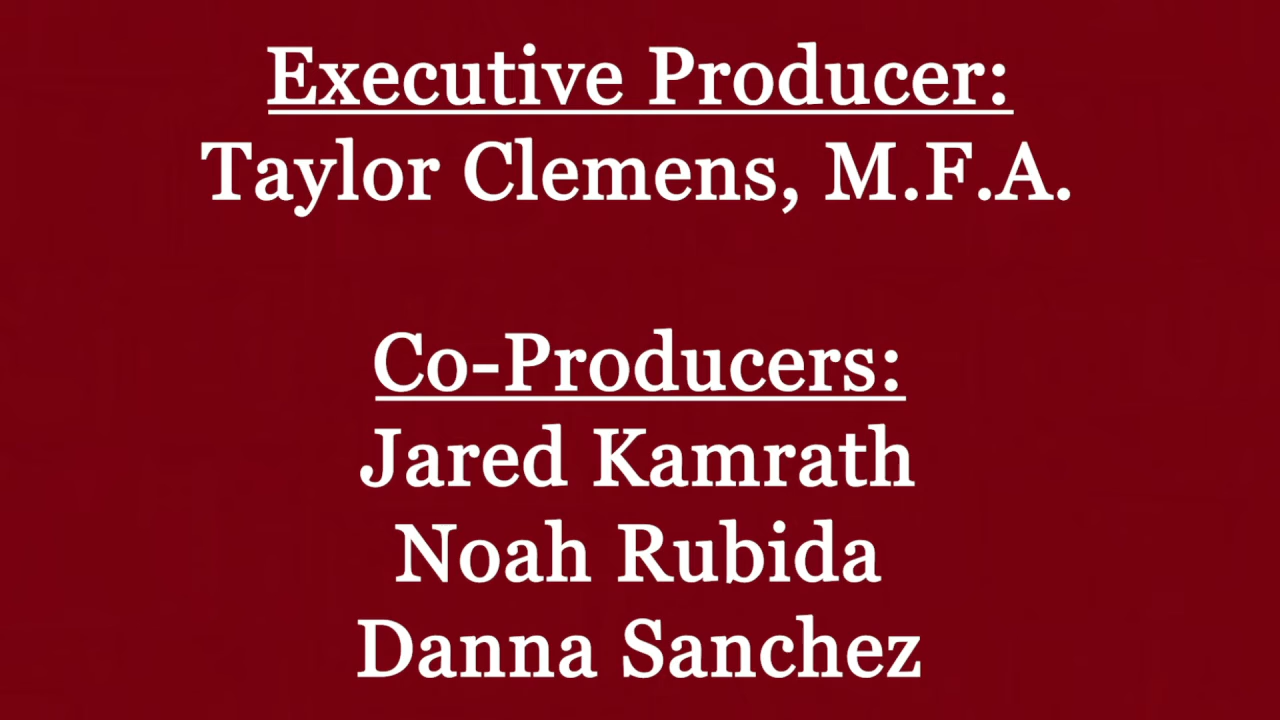 Executive Producer:
Taylor Clemens, M.F.A.
Co-Producers:
Jared Kamrath
Noah Rubida
Danna Sanchez